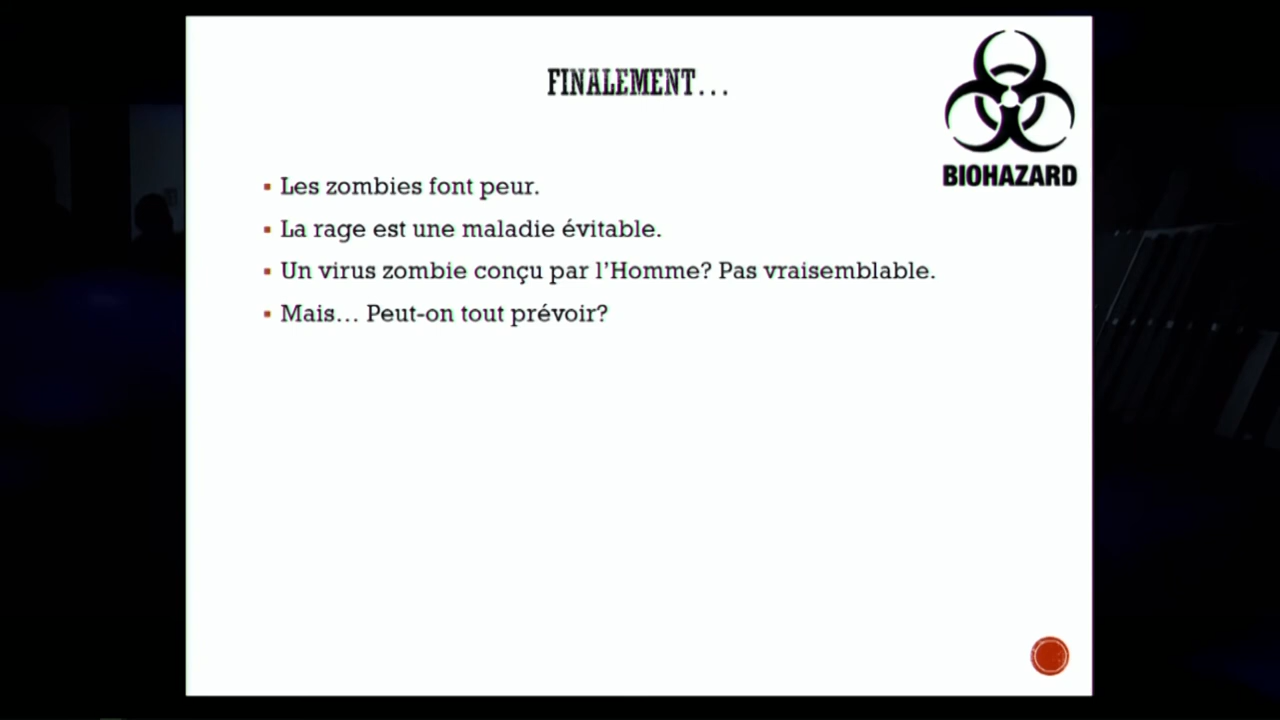 FINALEMENT...
BIOHAZARD
Les zombies font peur.
La rage est une maladie évitable.
Un virus zombie conçu par l'Homme? Pas vraisemblable.
Mais... Peut-on tout prévoir?